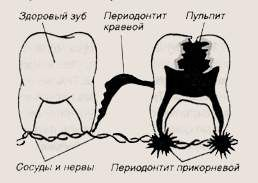 Здоровый зуб
Периодонтит
краевой
Пульпит
Сосуды и нервы
Периодонтит прикорневой